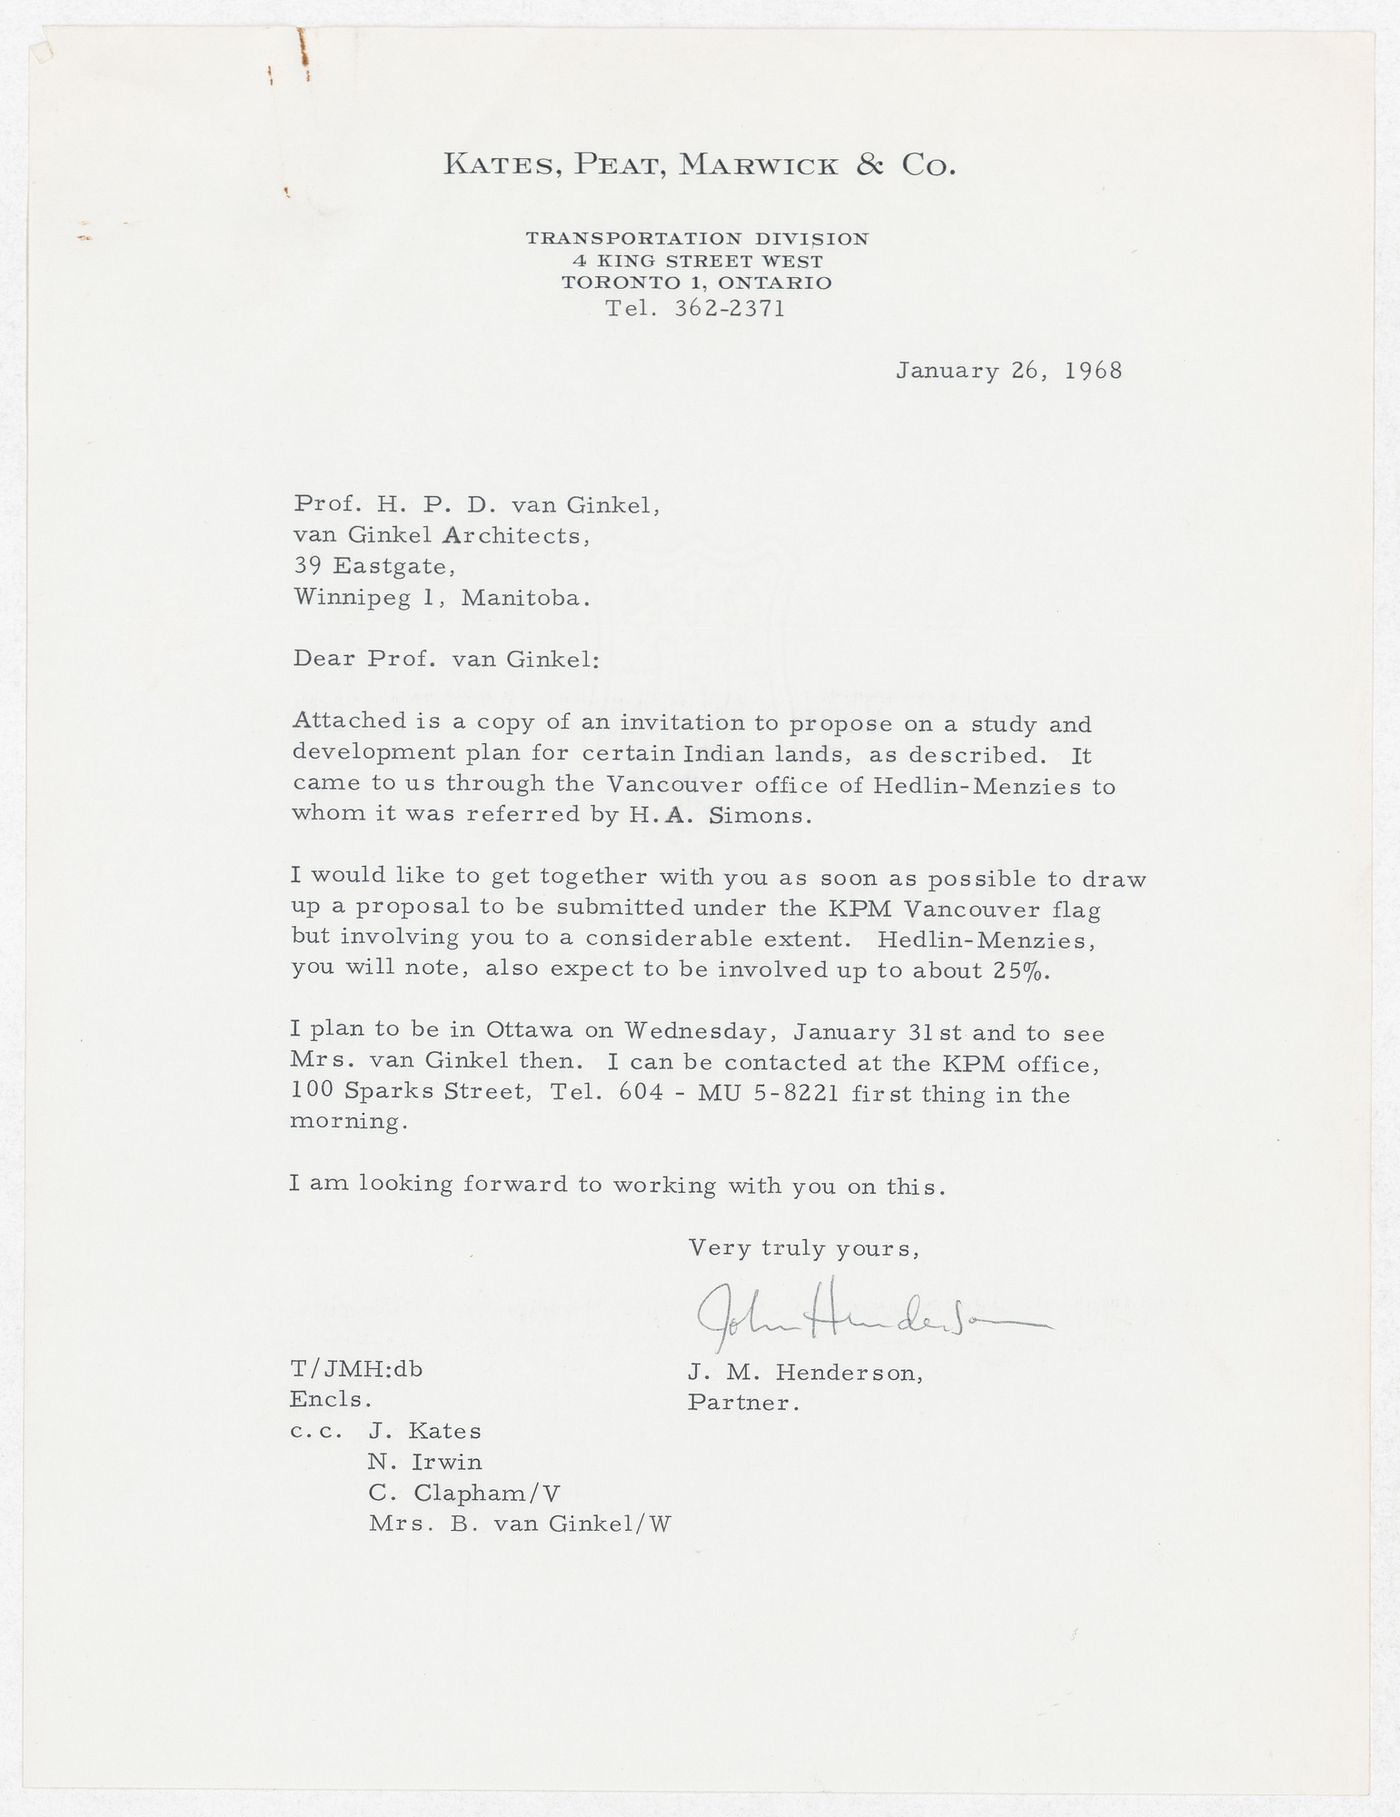 KATES, PEAT, MARWICK & CO.
TRANSPORTATION DIVISION
4 KING STREET WEST
TORONTO 1, ONTARIO
Tel. 362-2371
January 26, 1968
Prof. H. P. D. van Ginkel,
van Ginkel Architects,
39 Eastgate,
Winnipeg 1, Manitoba.
Dear Prof. van Ginkel:
Attached is a copy of an invitation to propose on a study and
development plan for certain Indian lands, as described. It
came to us through the Vancouver office of Hedlin-Menzies to
whom it was referred by H.A. Simons.
I would like to get together with you as soon as possible to draw
up a proposal to be submitted under the KPM Vancouver flag
but involving you to a considerable extent. Hedlin-Menzies,
you will note, also expect to be involved up to about 25%.
I plan to be in Ottawa on Wednesday, January 31st and to see
Mrs. van Ginkel then. I can be contacted at the KPM office,
100 Sparks Street, Tel. 604 - MU 5-8221 first thing in the
morning.
I am looking forward to working with you on this.
Very truly yours,
John Henderson
J. M. Henderson,
Partner.
T/JMH:db
Encls.
c.c. J. Kates
N. Irwin
C. Clapham/V
Mrs. B. van Ginkel/W